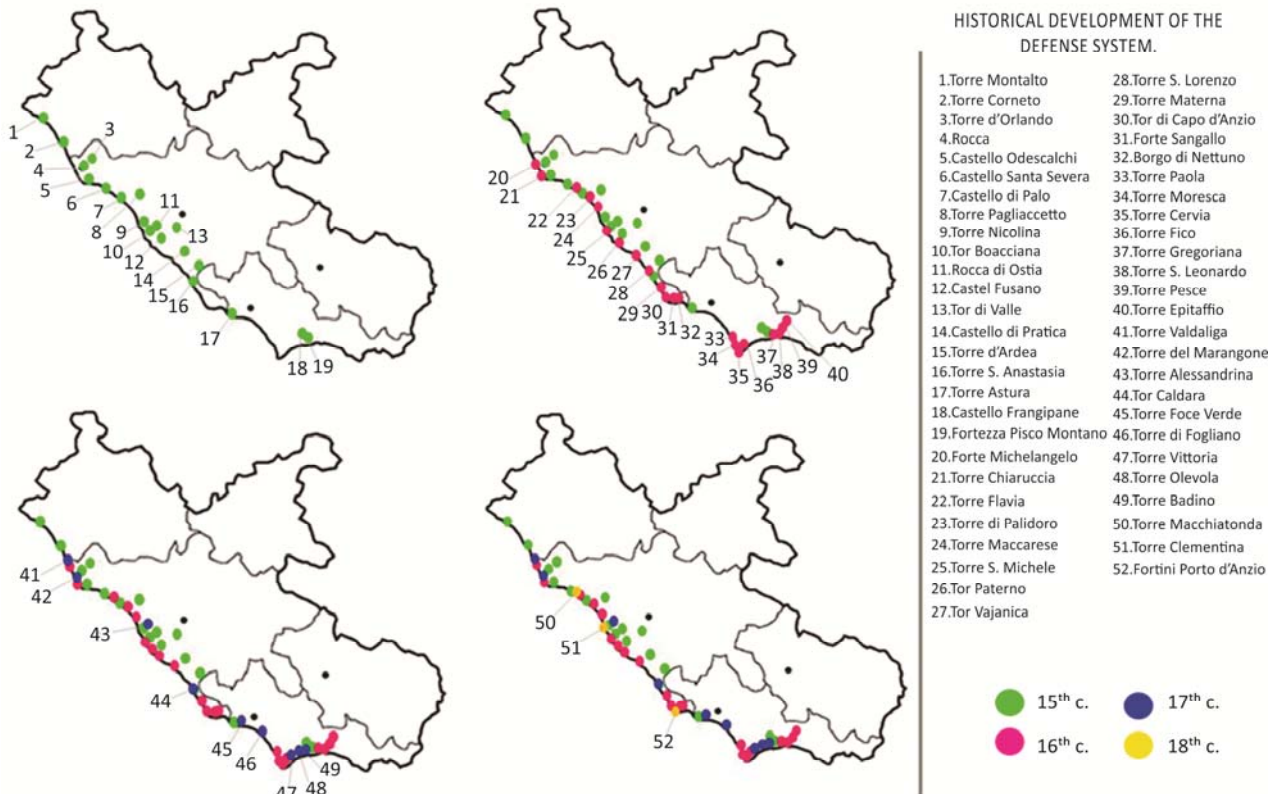 HISTORICAL DEVELOPMENT OF THE
DEFENSE SYSTEM.
1.Torre Montalto
2.Torre Corneto
3.Torre d'Orlando
4.Rocca
5.Castello Odescalchi
6.Castello Santa Severa
7.Castello di Palo
8.Torre Pagliaccetto
9.Torre Nicolina
10.Tor Boacciana
11.Rocca di Ostia
12.Castel Fusano
13.Tor di Valle
14.Castello di Pratica
15.Torre d'Ardea
16.Torre S. Anastasia
17.Torre Astura
18.Castello Frangipane
19.Fortezza Pisco Montano
20.Forte Michelangelo
21.Torre Chiaruccia
22.Torre Flavia
23.Torre di Palidoro
24.Torre Maccarese
25.Torre S. Michele
26.Tor Paterno
27.Tor Vajanica
28.Torre S. Lorenzo
29.Torre Materna
30.Tor di Capo d'Anzio
31.Forte Sangallo
32.Borgo di Nettuno
33.Torre Paola
34.Torre Moresca
35.Torre Cervia
36.Torre Fico
37.Torre Gregoriana
38.Torre S. Leonardo
39.Torre Pesce
40.Torre Epitaffio
41.Torre Valdaliga
42.Torre del Marangone
43.Torre Alessandrina
44.Tor Caldara
45.Torre Foce Verde
46.Torre di Fogliano
47.Torre Vittoria
48.Torre Olevola
49.Torre Badino
50.Torre Macchiatonda
51.Torre Clementina
52.Fortini Porto d'Anzio
15th c.
16th c.
17th c.
18th c.
1
2
3
4
5
6
7
8
9
10
11
12
13
14
15
16
17
18
19
20
21
22
23
24
25
26
27
28
29
30
31
32
33
34
35
36
37
38
39
40
41
42
43
44
45
46
47
48
49
50
51
52